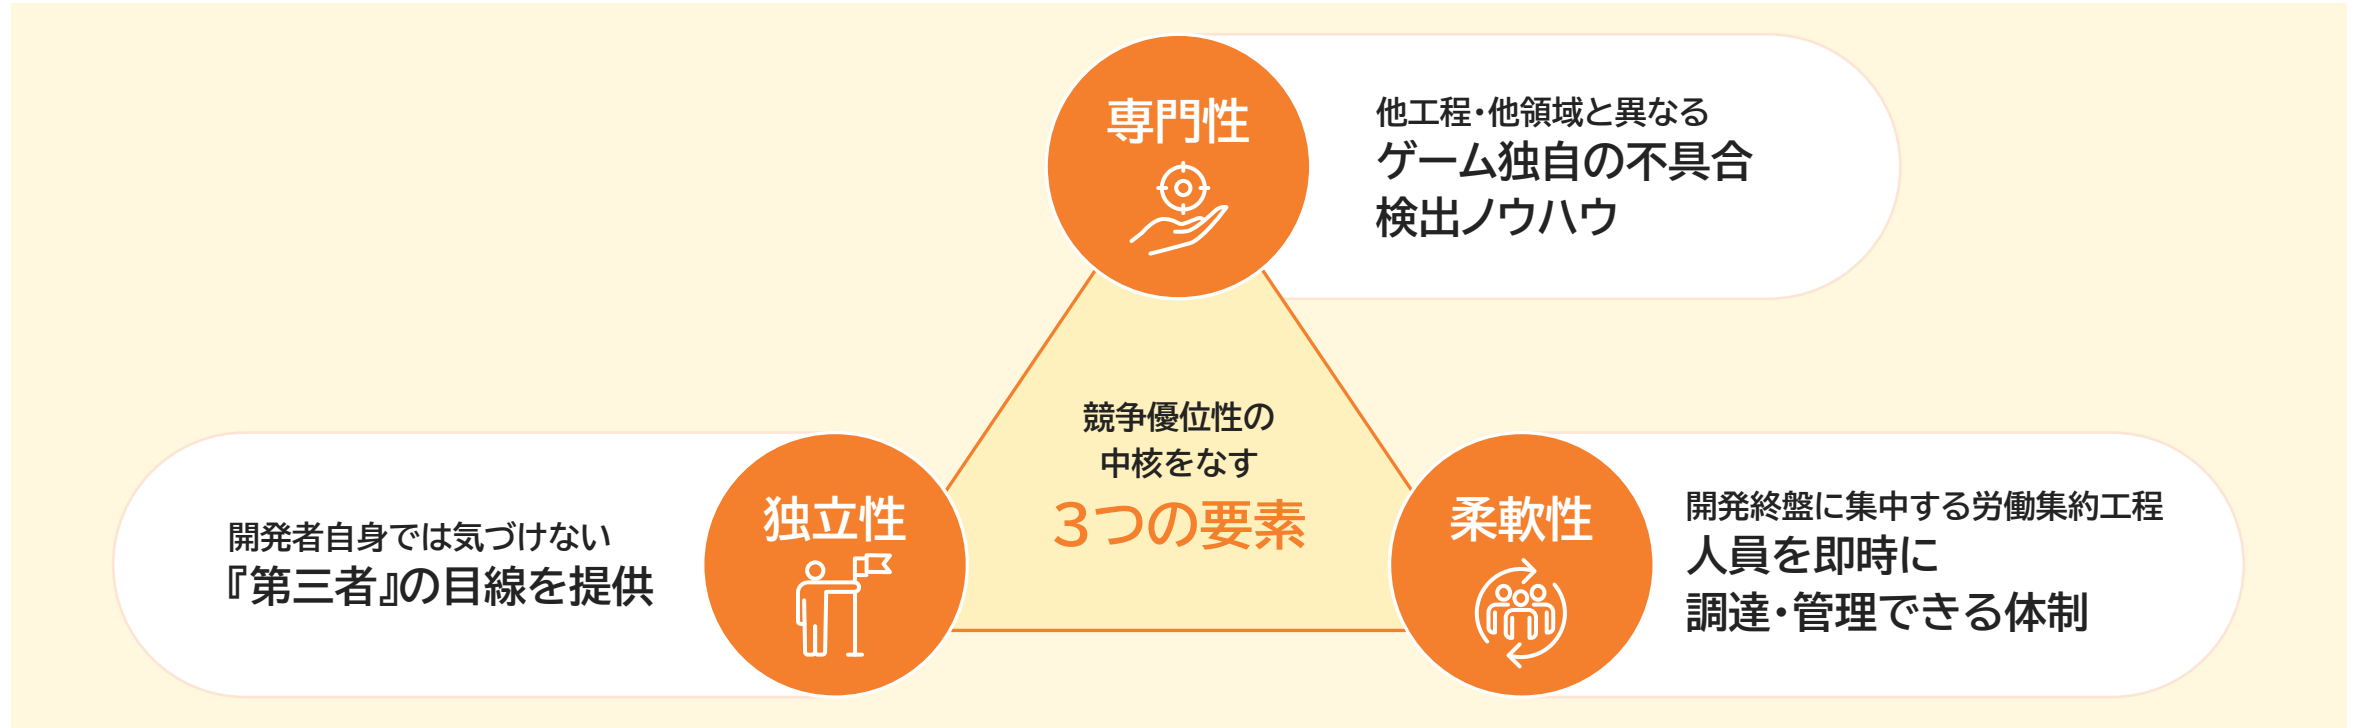 専門性
他工程・他領域と異なる
ゲーム独自の不具合
検出ノウハウ
競争優位性の
中核をなす
3つの要素
独立性
開発者自身では気づけない
『第三者』の目線を提供
柔軟性
開発終盤に集中する労働集約工程
人員を即時に
調達・管理できる体制